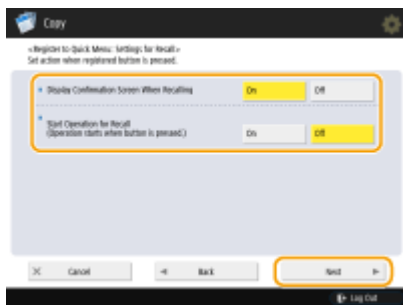 Copy
<Register to Quick Menu: Settings for Recall>
Set action when registered button is pressed.
Display Confirmation Screen When Recalling
On
Off
Start Operation for Recall
(Operation starts when button is pressed.)
On
Off
Cancel
Back
Next
Log Out